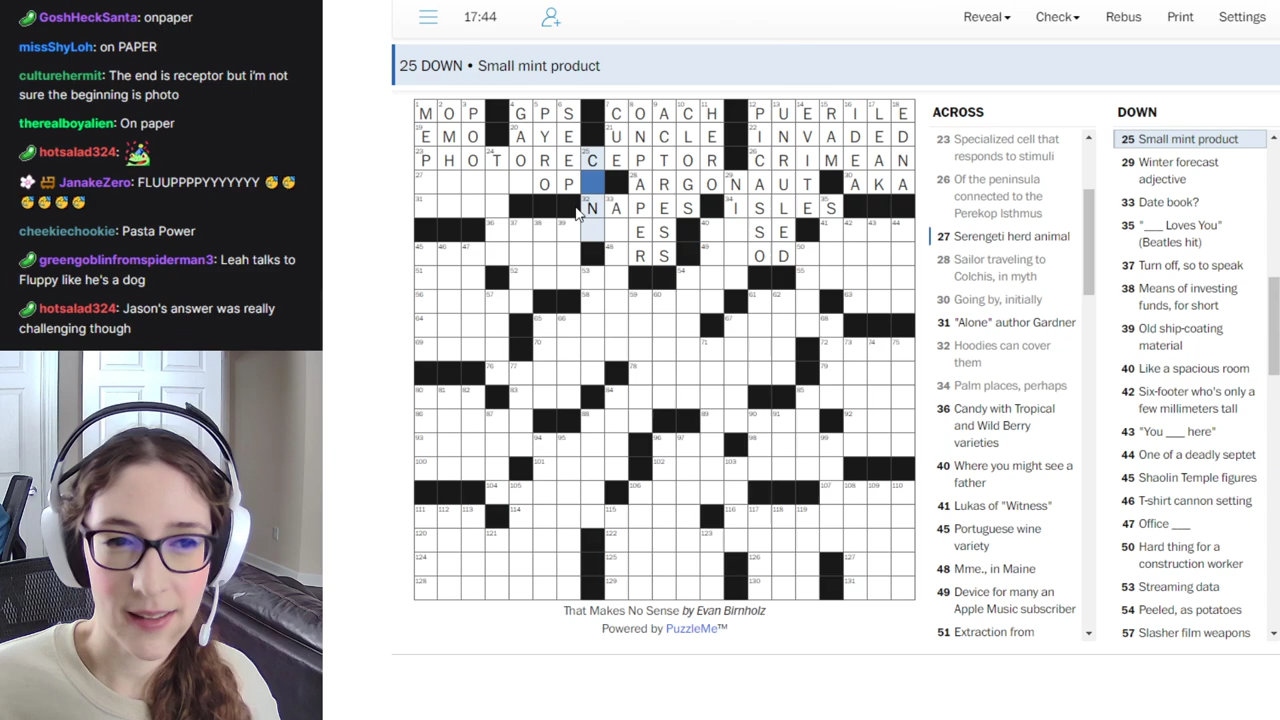 GoshHeckSanta: onpaper
missShyLoh: on PAPER
culturehermit: The end is receptor but i'm not
sure the beginning is photo
therealboyalien: On paper
hotsalad324:
JanakeZero: FLUUPPPPYYYYYYY
cheekiechookie: Pasta Power
greengoblinfromspiderman3: Leah talks to
Fluppy like he's a dog
hotsalad324: Jason's answer was really
challenging though
17:44
Reveal
Check
Rebus
Print
Settings
25 DOWN • Small mint product
MOP GPS COACH PUERILE
EMO AYE UNCLE INVADED
PHOTORECEPTOR CRIMEAN
OP ARGONAUT AKA
NAPES ISLES
ES SE
RS OD
That Makes No Sense by Evan Birnholz
Powered by PuzzleMe™
ACROSS
23 Specialized cell that
responds to stimuli
26 Of the peninsula
connected to the
Perekop Isthmus
27 Serengeti herd animal
28 Sailor traveling to
Colchis, in myth
30 Going by, initially
31 "Alone" author Gardner
32 Hoodies can cover
them
34 Palm places, perhaps
36 Candy with Tropical
and Wild Berry
varieties
40 Where you might see a
father
41 Lukas of "Witness"
45 Portuguese wine
variety
48 Mme., in Maine
49 Device for many an
Apple Music subscriber
51 Extraction from
DOWN
25 Small mint product
29 Winter forecast
adjective
33 Date book?
35 "___ Loves You"
(Beatles hit)
37 Turn off, so to speak
38 Means of investing
funds, for short
39 Old ship-coating
material
40 Like a spacious room
42 Six-footer who's only a
few millimeters tall
43 "You ___ here"
44 One of a deadly septet
45 Shaolin Temple figures
46 T-shirt cannon setting
47 Office ___
50 Hard thing for a
construction worker
53 Streaming data
54 Peeled, as potatoes
57 Slasher film weapons